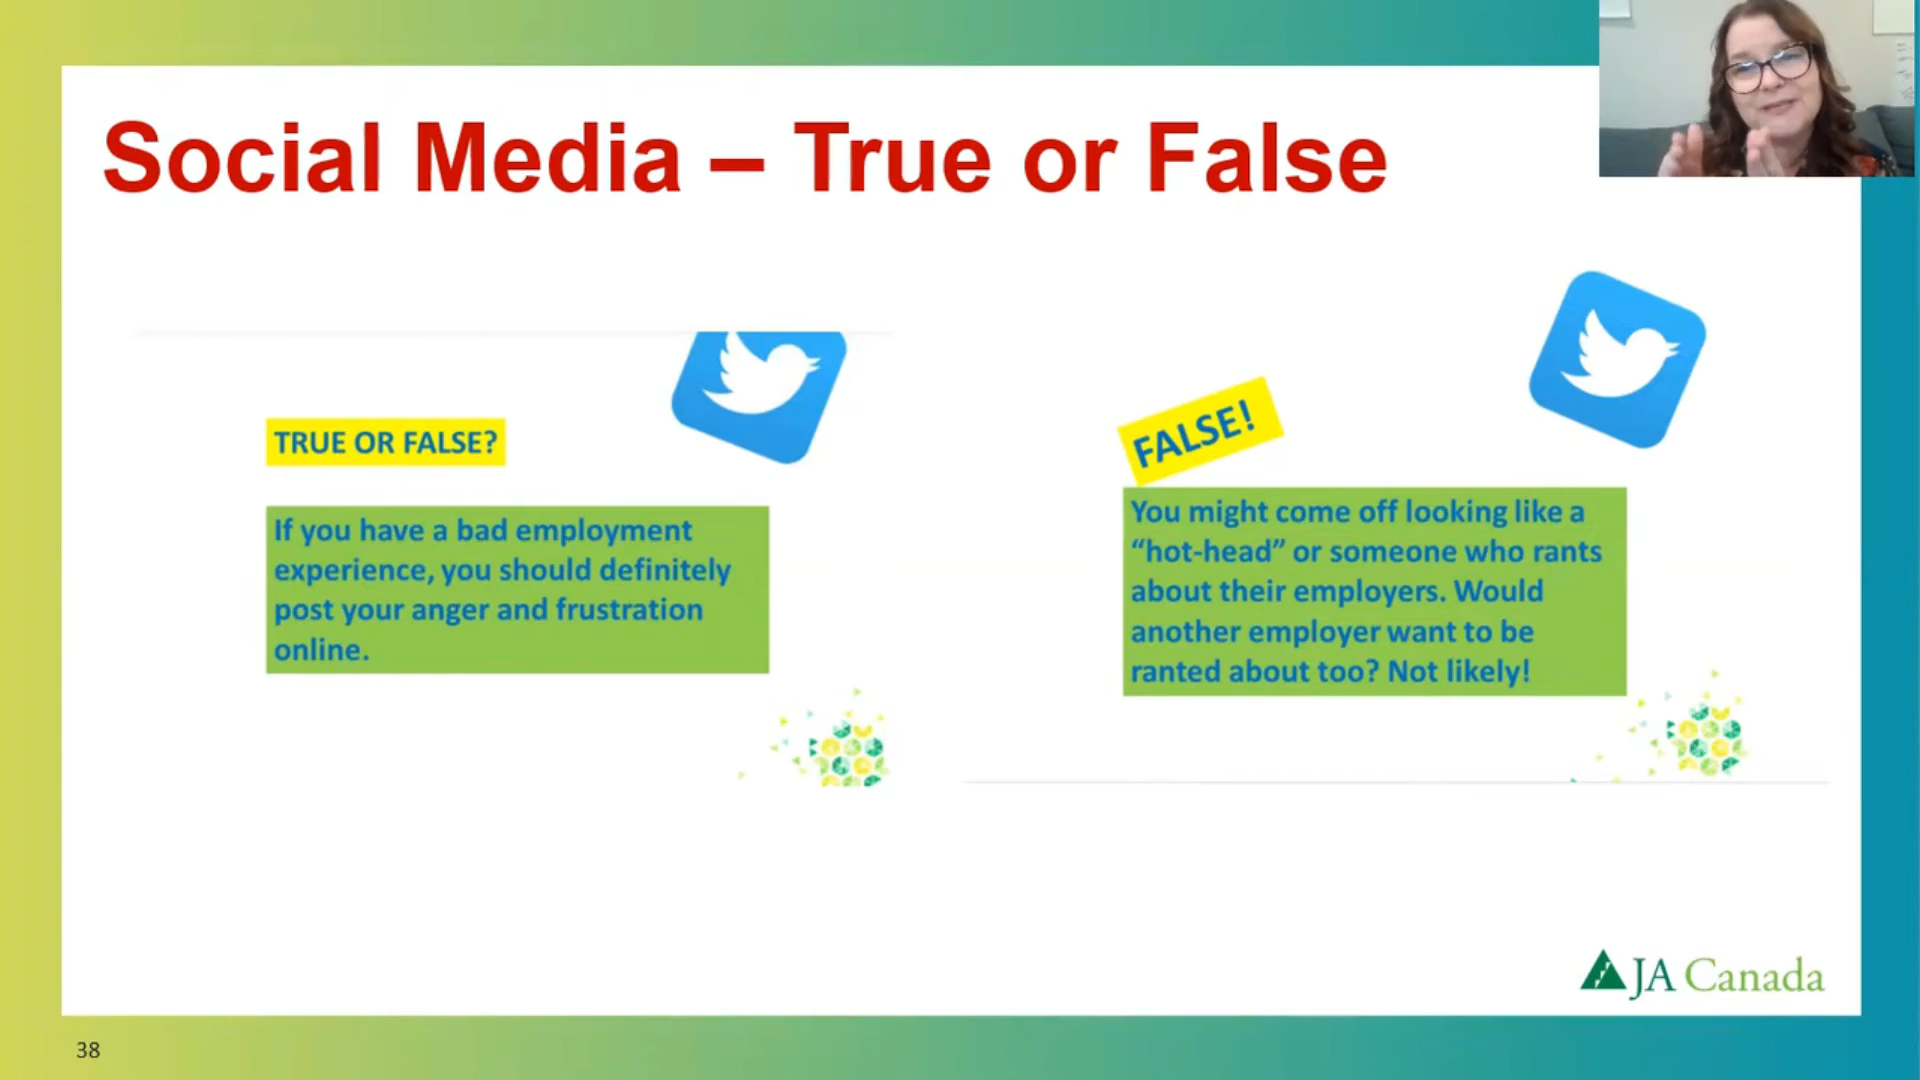 Social Media – True or False
TRUE OR FALSE?
If you have a bad employment
experience, you should definitely
post your anger and frustration
online.
FALSE!
You might come off looking like a
“hot-head” or someone who rants
about their employers. Would
another employer want to be
ranted about too? Not likely!
JA Canada
38